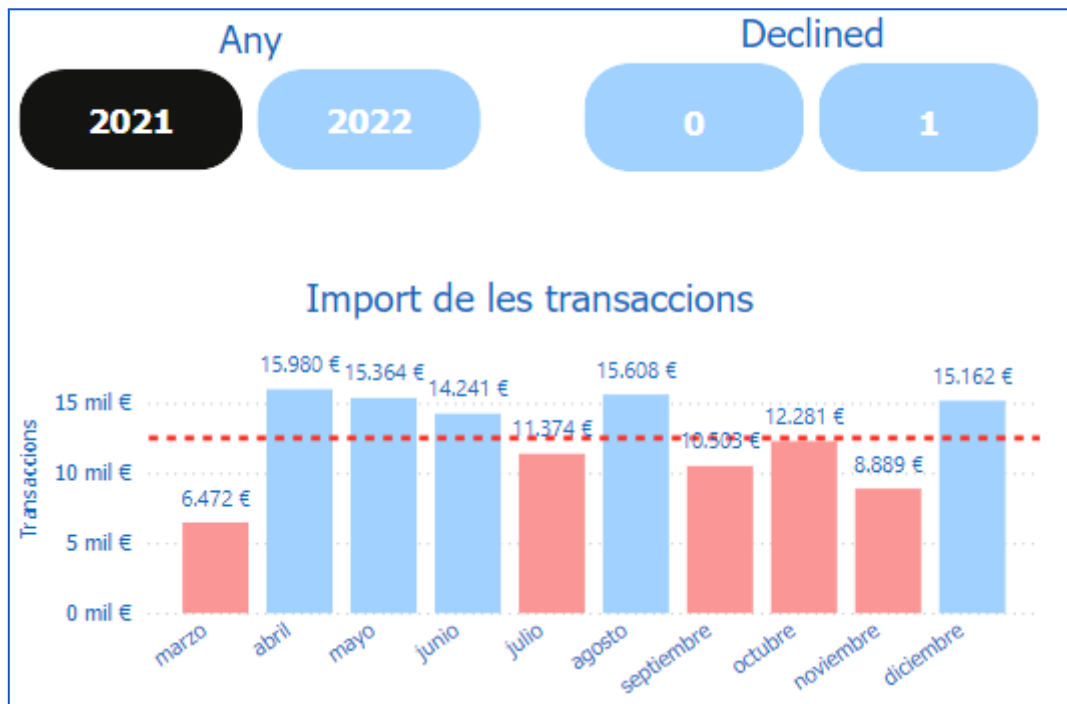 Any
Declined
2021
2022
0
1
Import de les transaccions
Transaccions
15 mil €
10 mil €
5 mil €
0 mil €
6.472 €
15.980 €
15.364 €
14.241 €
11.374 €
15.608 €
10.503 €
12.281 €
8.889 €
15.162 €
marzo
abril
mayo
junio
julio
agosto
septiembre
octubre
noviembre
diciembre